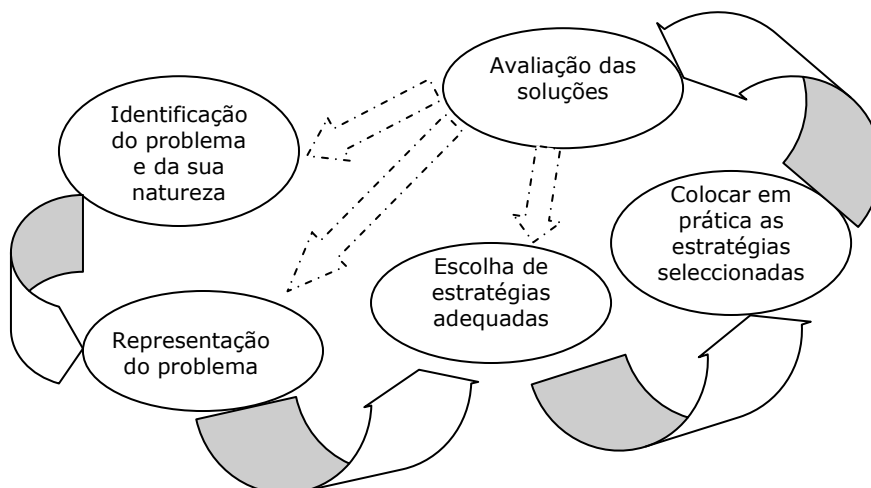 Identificação
do problema
e da sua
natureza
Representação
do problema
Escolha de
estratégias
adequadas
Colocar em
prática as
estratégias
seleccionadas
Avaliação das
soluções